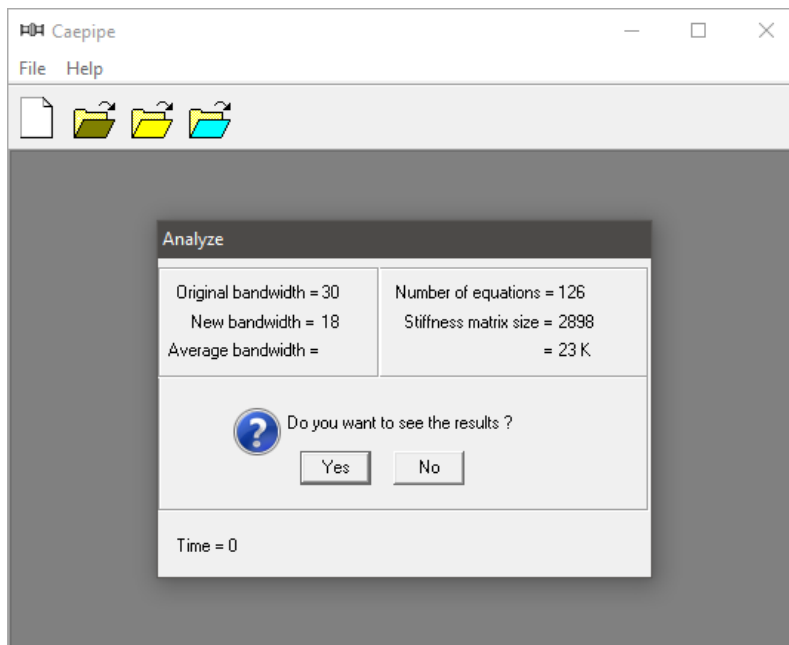 Caepipe
File Help
Analyze
Original bandwidth = 30
New bandwidth = 18
Average bandwidth =
Number of equations = 126
Stiffness matrix size = 2898
= 23 K
?
Do you want to see the results ?
Yes No
Time = 0